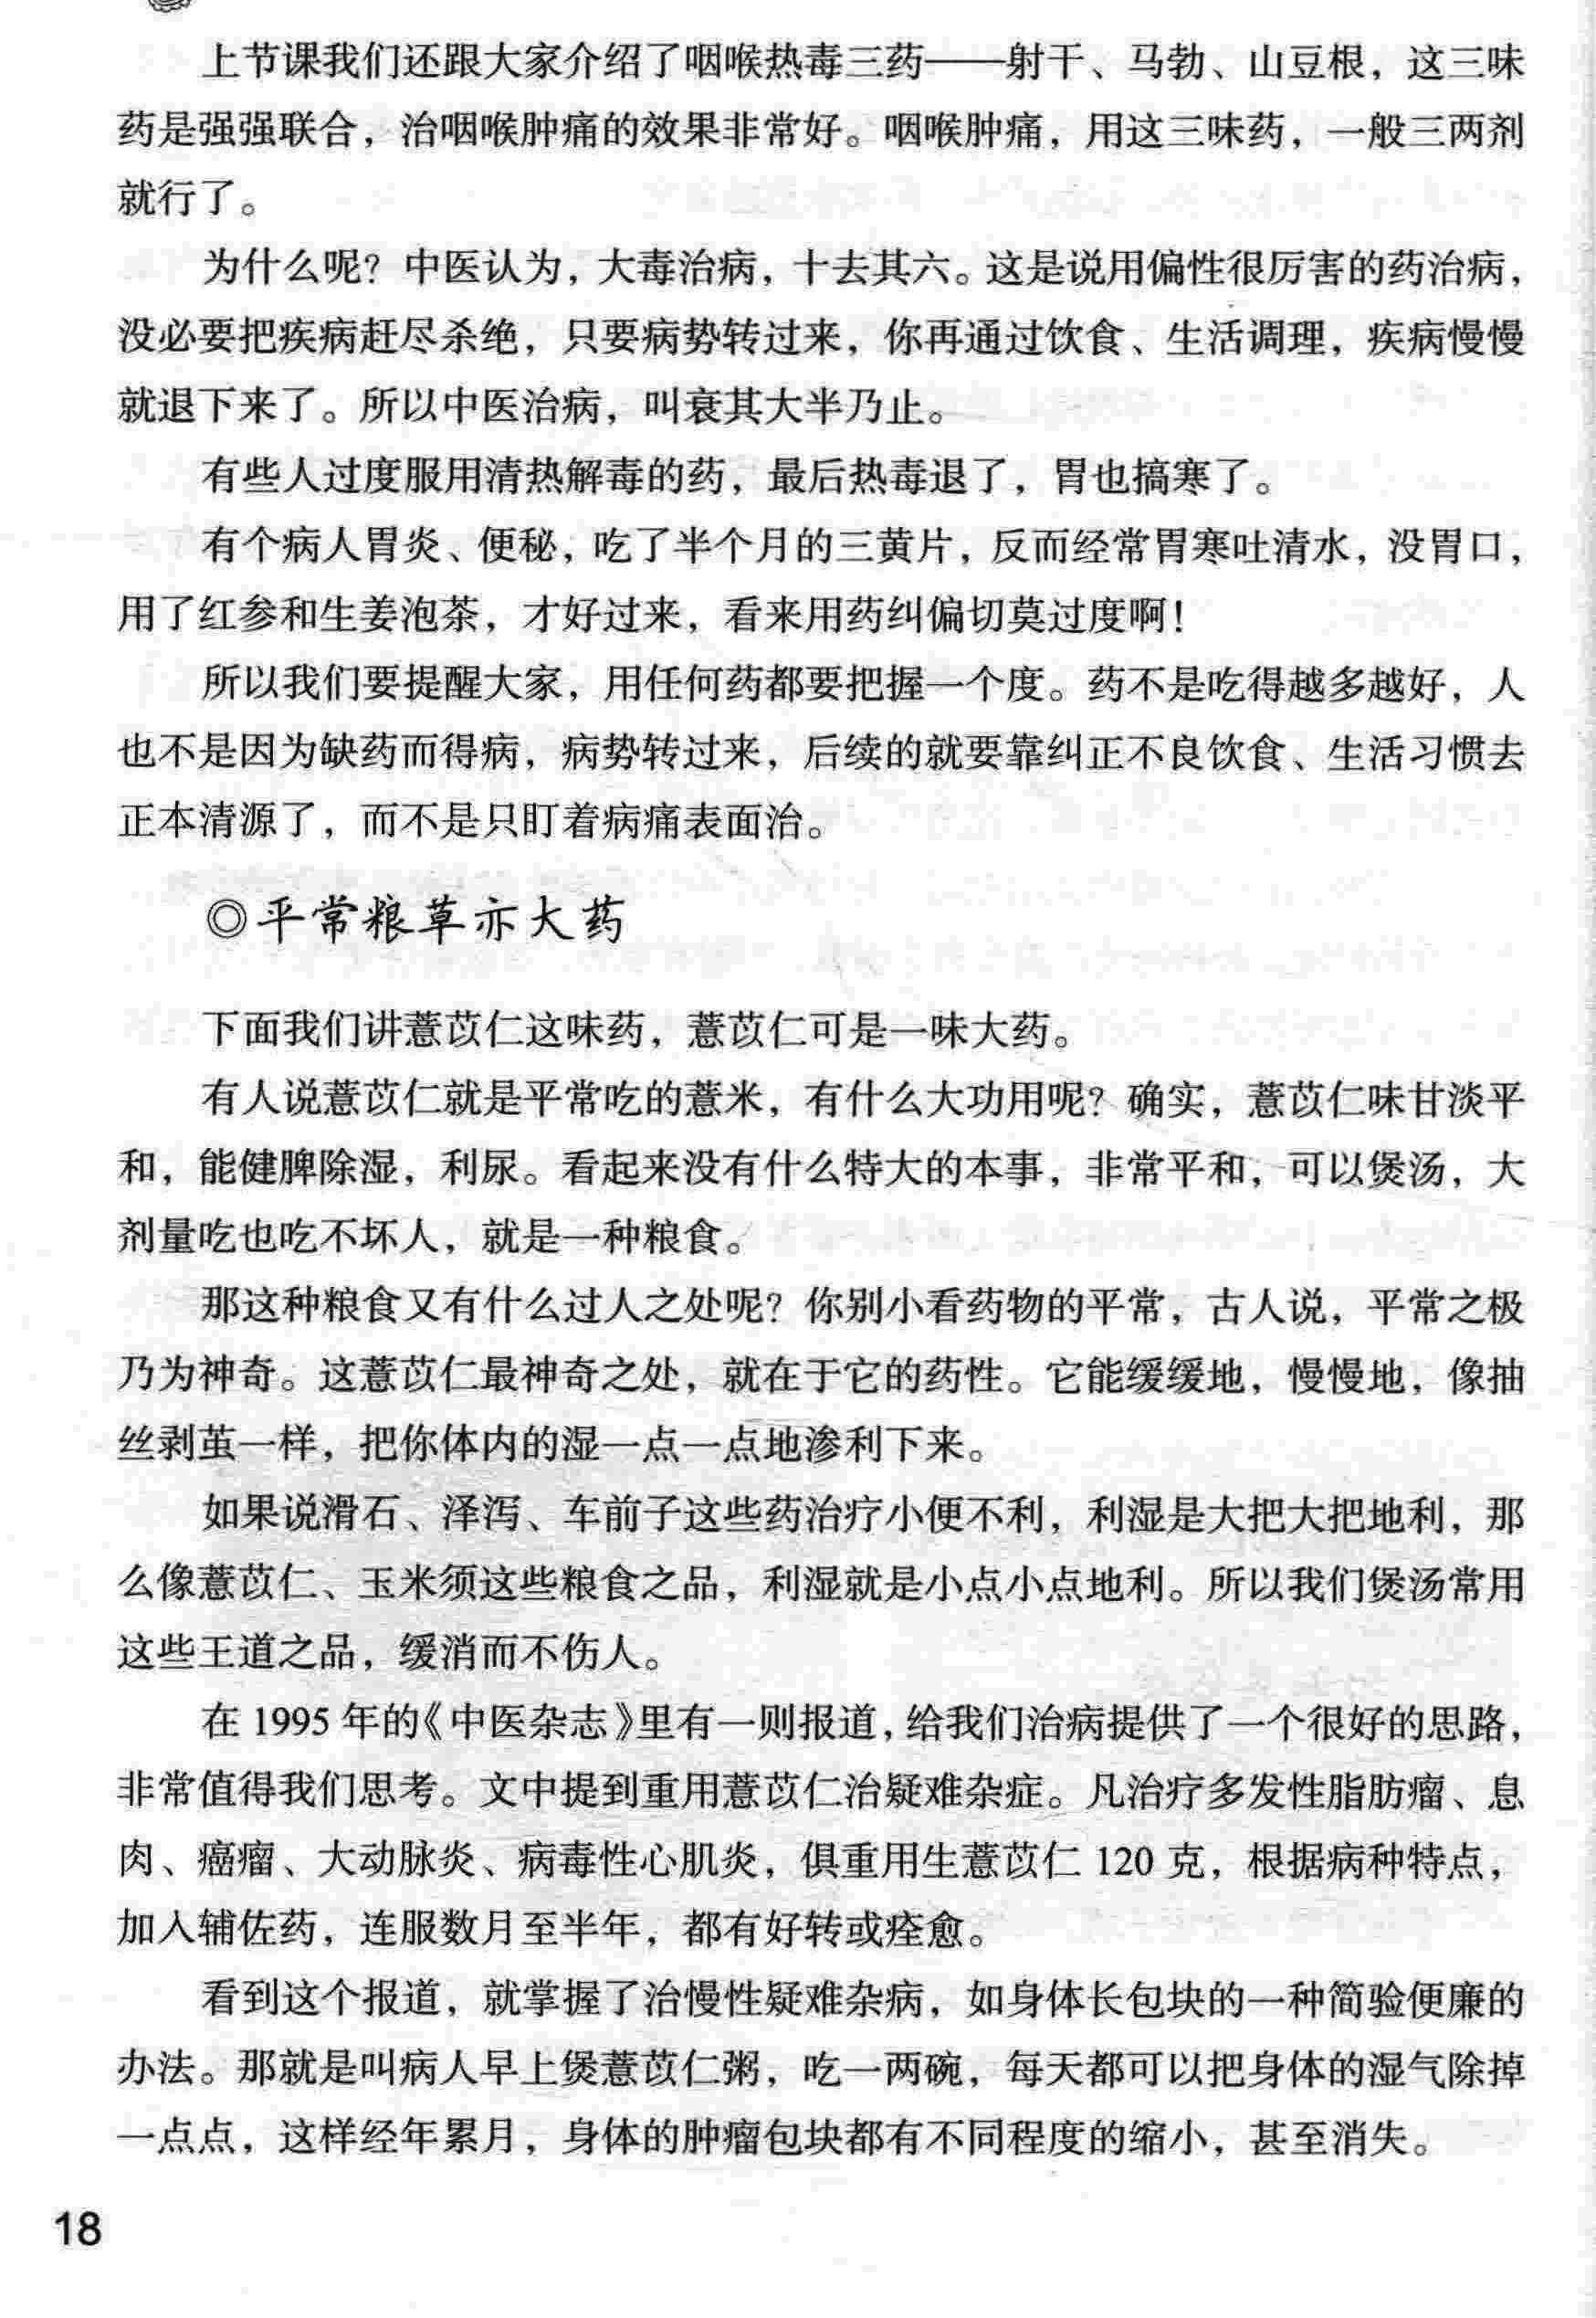 上节课我们还跟大家介绍了咽喉热毒三药——射干、马勃、山豆根，这三味
药是强强联合，治咽喉肿痛的效果非常好。咽喉肿痛，用这三味药，一般三两剂
就行了。
为什么呢？中医认为，大毒治病，十去其六。这是说用偏性很厉害的药治病，
没必要把疾病赶尽杀绝，只要病势转过来，你再通过饮食、生活调理，疾病慢慢
就退下来了。所以中医治病，叫衰其大半乃止。
有些人过度服用清热解毒的药，最后热毒退了，胃也搞寒了。
有个病人胃炎、便秘，吃了半个月的三黄片，反而经常胃寒吐清水，没胃口，
用了红参和生姜泡茶，才好过来，看来用药纠偏切莫过度啊！
所以我们要提醒大家，用任何药都要把握一个度。药不是吃得越多越好，人
也不是因为缺药而得病，病势转过来，后续的就要靠纠正不良饮食、生活习惯去
正本清源了，而不是只盯着病痛表面治。
◎平常粮草亦大药
下面我们讲薏苡仁这味药，薏苡仁可是一味大药。
有人说薏苡仁就是平常吃的薏米，有什么大功用呢？确实，薏苡仁味甘淡平
和，能健脾除湿，利尿。看起来没有什么特大的本事，非常平和，可以煲汤，大
剂量吃也吃不坏人，就是一种粮食。
那这种粮食又有什么过人之处呢？你别小看药物的平常，古人说，平常之极
乃为神奇。这薏苡仁最神奇之处，就在于它的药性。它能缓缓地，慢慢地，像抽
丝剥茧一样，把你体内的湿一点一点地渗利下来。
如果说滑石、泽泻、车前子这些药治疗小便不利，利湿是大把大把地利，那
么像薏苡仁、玉米须这些粮食之品，利湿就是小点小点地利。所以我们煲汤常用
这些王道之品，缓消而不伤人。
在 1995 年的《中医杂志》里有一则报道，给我们治病提供了一个很好的思路，
非常值得我们思考。文中提到重用薏苡仁治疑难杂症。凡治疗多发性脂肪瘤、息
肉、癌瘤、大动脉炎、病毒性心肌炎，俱重用生薏苡仁 120 克，根据病种特点，
加入辅佐药，连服数月至半年，都有好转或痊愈。
看到这个报道，就掌握了治慢性疑难杂病，如身体长包块的一种简验便廉的
办法。那就是叫病人早上煲薏苡仁粥，吃一两碗，每天都可以把身体的湿气除掉
一点点，这样经年累月，身体的肿瘤包块都有不同程度的缩小，甚至消失。
18